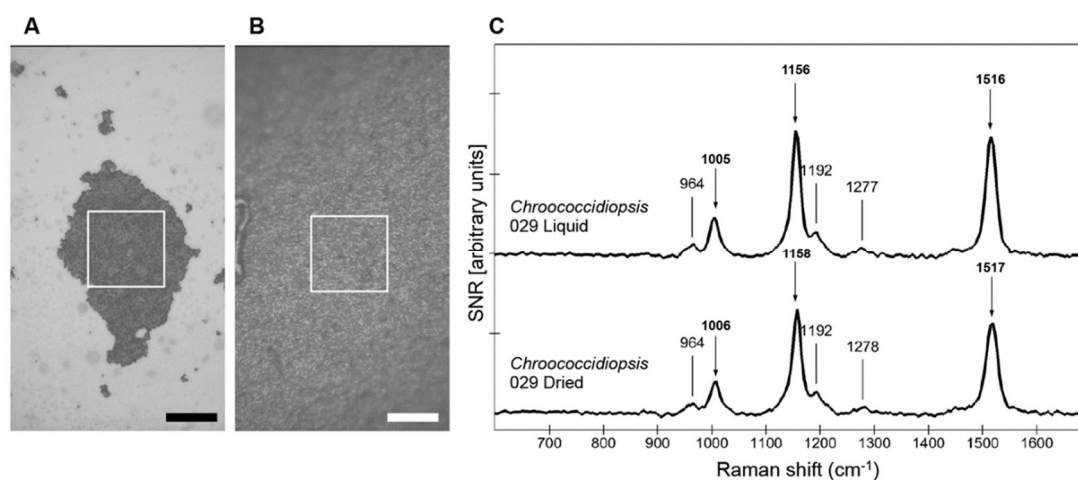 A
B
C
SNR [arbitrary units]
1156
1516
1005
964
1192
1277
Chroococcidiopsis
029 Liquid
1158
1517
1006
964
1192
1278
Chroococcidiopsis
029 Dried
700 800 900 1000 1100 1200 1300 1400 1500 1600
Raman shift (cm⁻¹)